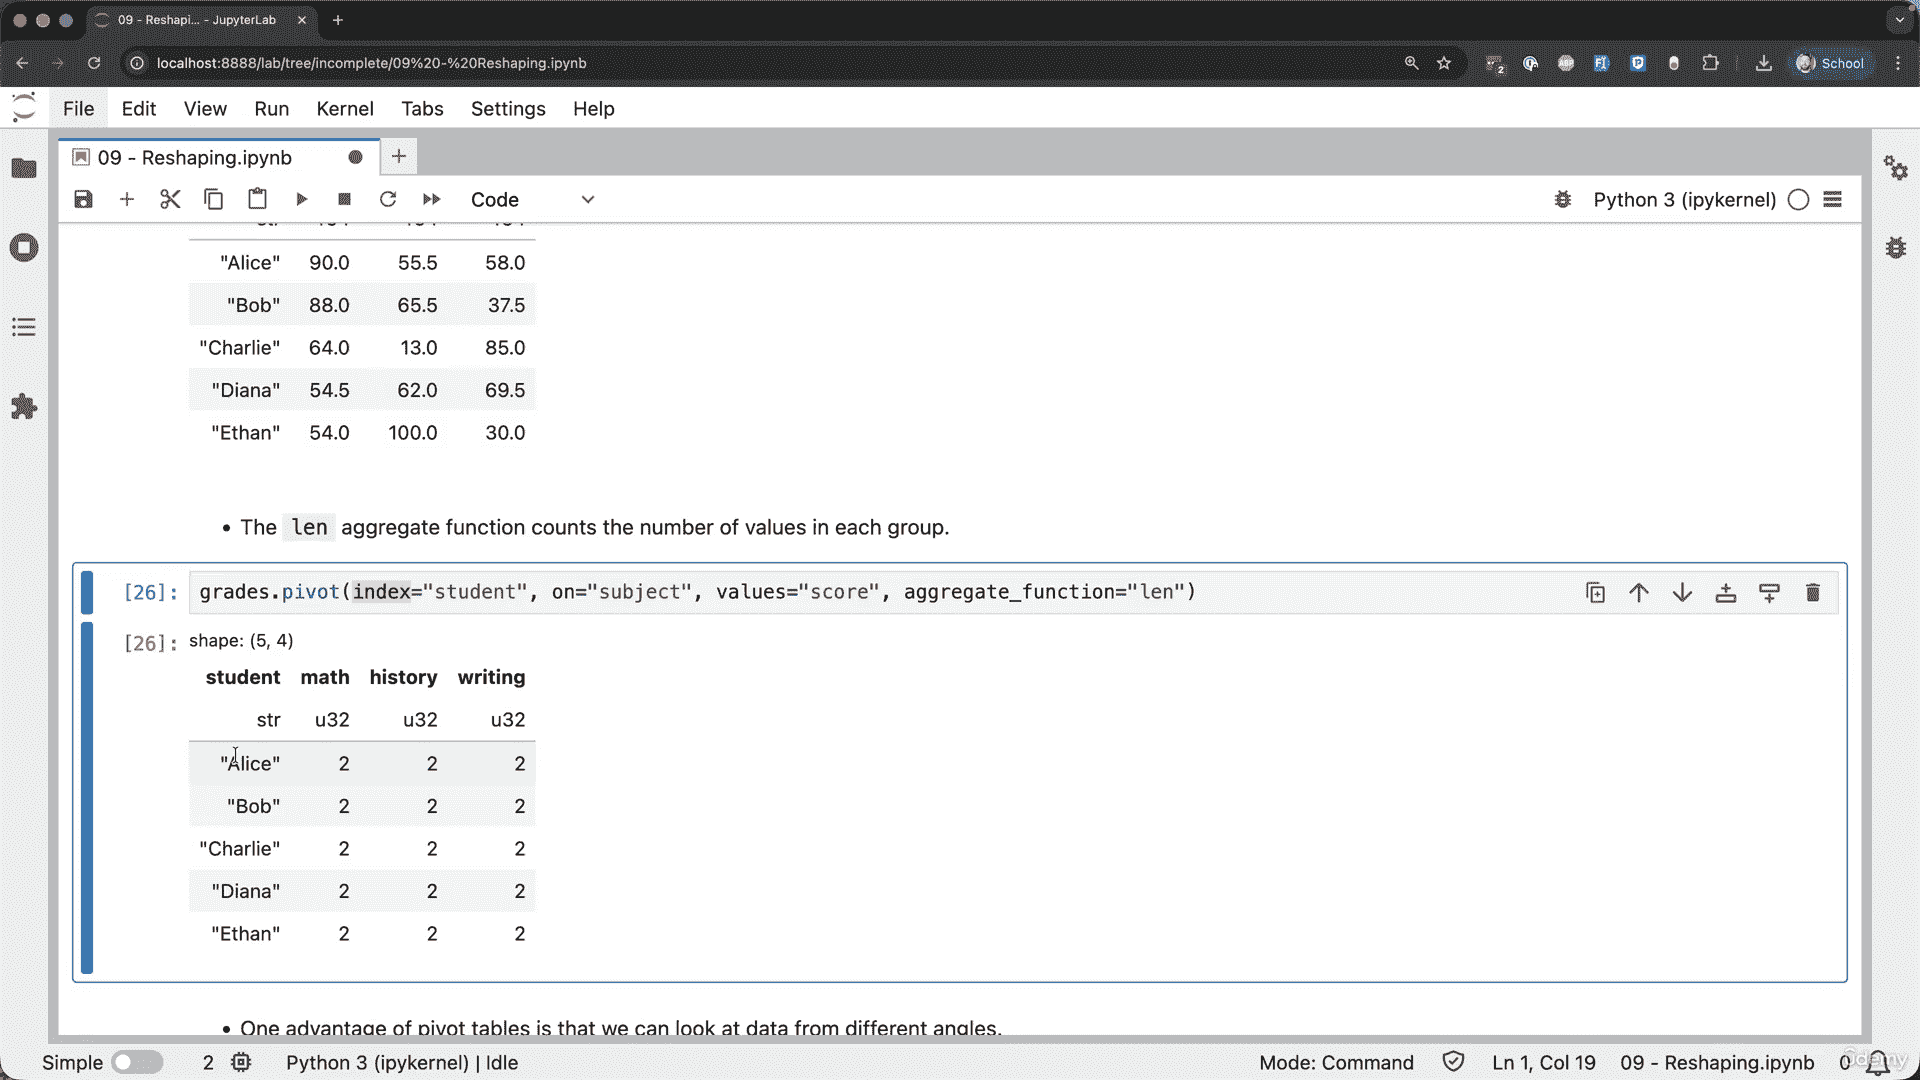 09 - Reshapi... - JupyterLab
localhost:8888/lab/tree/incomplete/09%20-%20Reshaping.ipynb
2
School
File Edit View Run Kernel Tabs Settings Help
09 - Reshaping.ipynb
Code
Python 3 (ipykernel)
"Alice" 90.0 55.5 58.0
"Bob" 88.0 65.5 37.5
"Charlie" 64.0 13.0 85.0
"Diana" 54.5 62.0 69.5
"Ethan" 54.0 100.0 30.0
• The len aggregate function counts the number of values in each group.
[26]: grades.pivot(index="student", on="subject", values="score", aggregate_function="len")
[26]: shape: (5, 4)
student math history writing
str u32 u32 u32
"Alice" 2 2 2
"Bob" 2 2 2
"Charlie" 2 2 2
"Diana" 2 2 2
"Ethan" 2 2 2
• One advantage of pivot tables is that we can look at data from different angles.
Simple 2 Python 3 (ipykernel) | Idle Mode: Command Ln 1, Col 19 09 - Reshaping.ipynb 0
Udemy